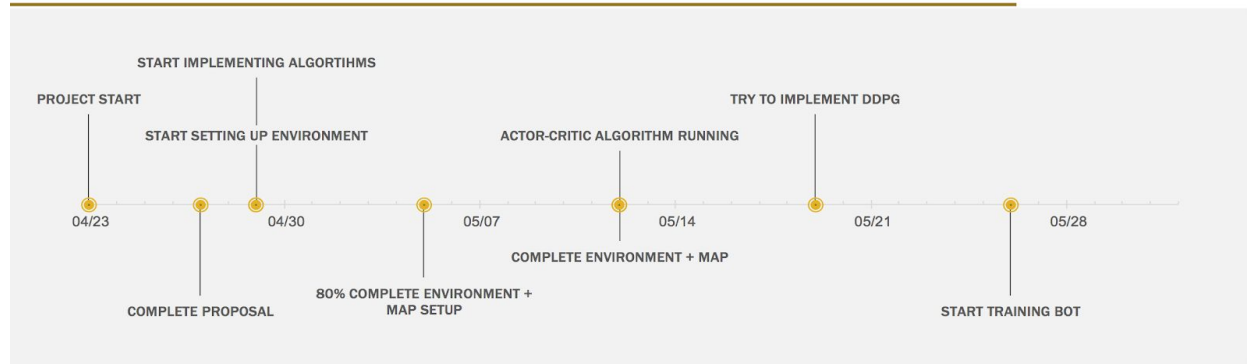 START IMPLEMENTING ALGORTIHMS
PROJECT START
TRY TO IMPLEMENT DDPG
START SETTING UP ENVIRONMENT
ACTOR-CRITIC ALGORITHM RUNNING
04/23
04/30
05/07
05/14
05/21
05/28
COMPLETE ENVIRONMENT + MAP
80% COMPLETE ENVIRONMENT +
MAP SETUP
COMPLETE PROPOSAL
START TRAINING BOT